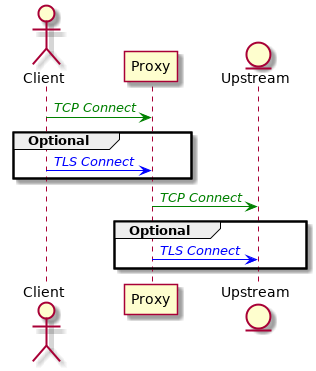 Client
Proxy
Upstream
TCP Connect
Optional
TLS Connect
TCP Connect
Optional
TLS Connect
Client
Proxy
Upstream